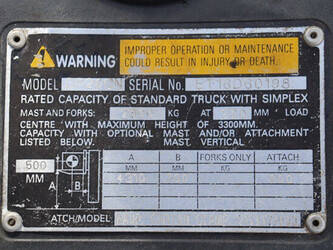 WARNING
IMPROPER OPERATION OR MAINTENANCE
COULD RESULT IN INJURY OR DEATH.
MODEL SERIAL No.
RATED CAPACITY OF STANDARD TRUCK WITH SIMPLEX
MAST AND FORKS: KG AT MM LOAD
CENTRE WITH MAXIMUM HEIGHT OF 3300MM.
CAPACITY WITH OPTIONAL MAST AND/OR ATTACHMENT
LISTED BELOW. VERTICAL MAST
A B FORKS ONLY ATTACH
500 MM MM KG KG
MM
A B
ATCH/MODEL